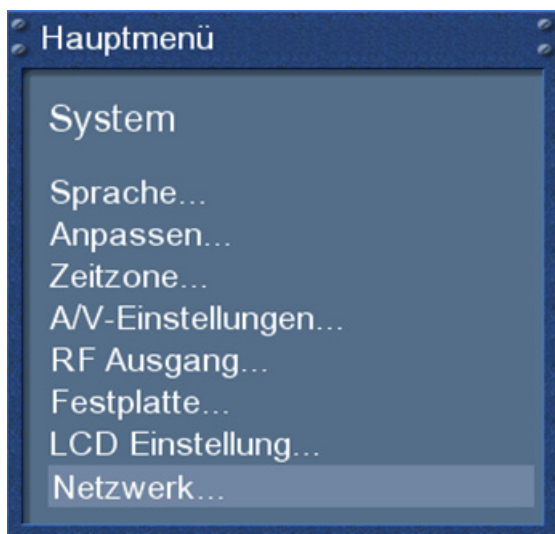 Hauptmenü
System
Sprache...
Anpassen...
Zeitzone...
A/V-Einstellungen...
RF Ausgang...
Festplatte...
LCD Einstellung...
Netzwerk...